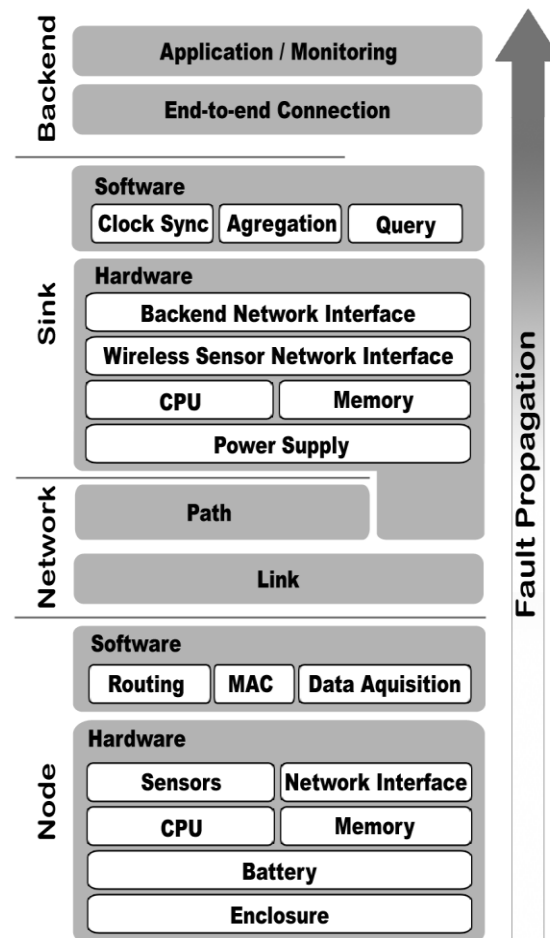 Backend
Application / Monitoring
End-to-end Connection
Sink
Software
Clock Sync
Agregation
Query
Hardware
Backend Network Interface
Wireless Sensor Network Interface
CPU
Memory
Power Supply
Network
Path
Link
Node
Software
Routing
MAC
Data Aquisition
Hardware
Sensors
Network Interface
CPU
Memory
Battery
Enclosure
Fault Propagation